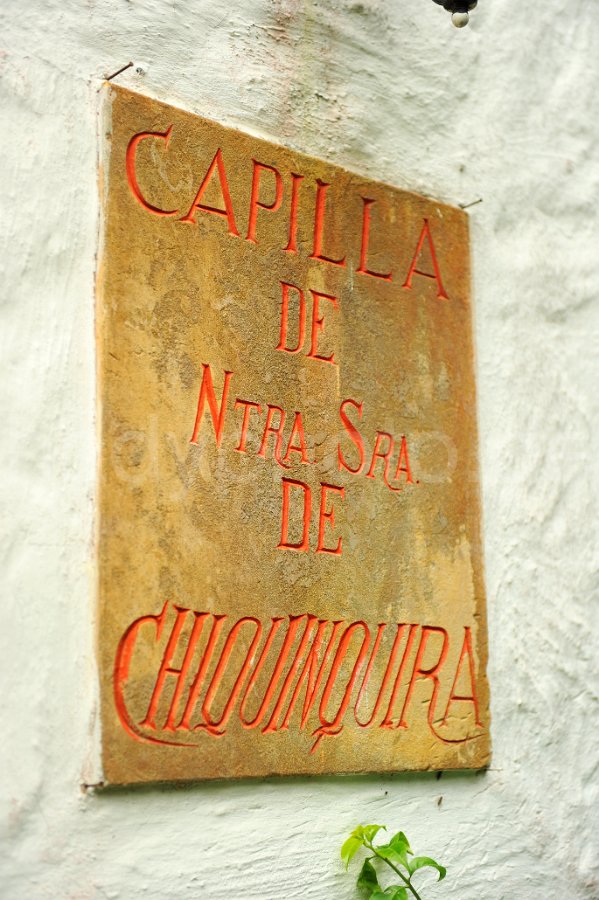 CAPILLA
DE
NTRA SRA.
DE
CHIQUINQUIRA